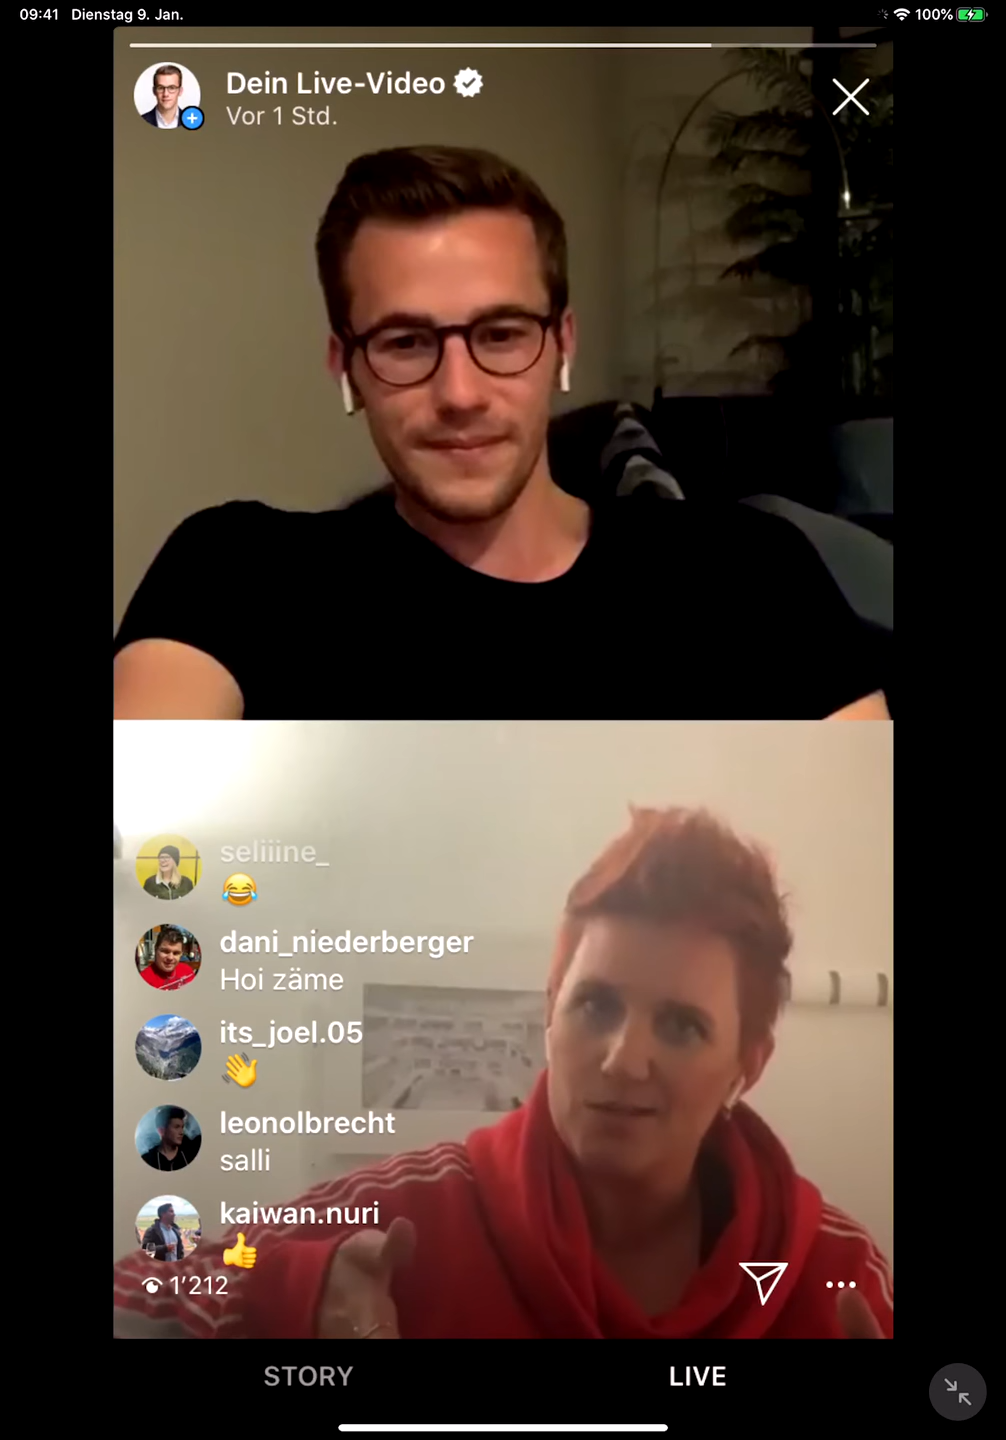 09:41 Dienstag 9. Jan. 100%
Dein Live-Video
Vor 1 Std.
seliiine_
😂
dani_niederberger
Hoi zäme
its_joel.05
👋
leonolbrecht
salli
kaiwan.nuri
👍
1’212
STORY LIVE